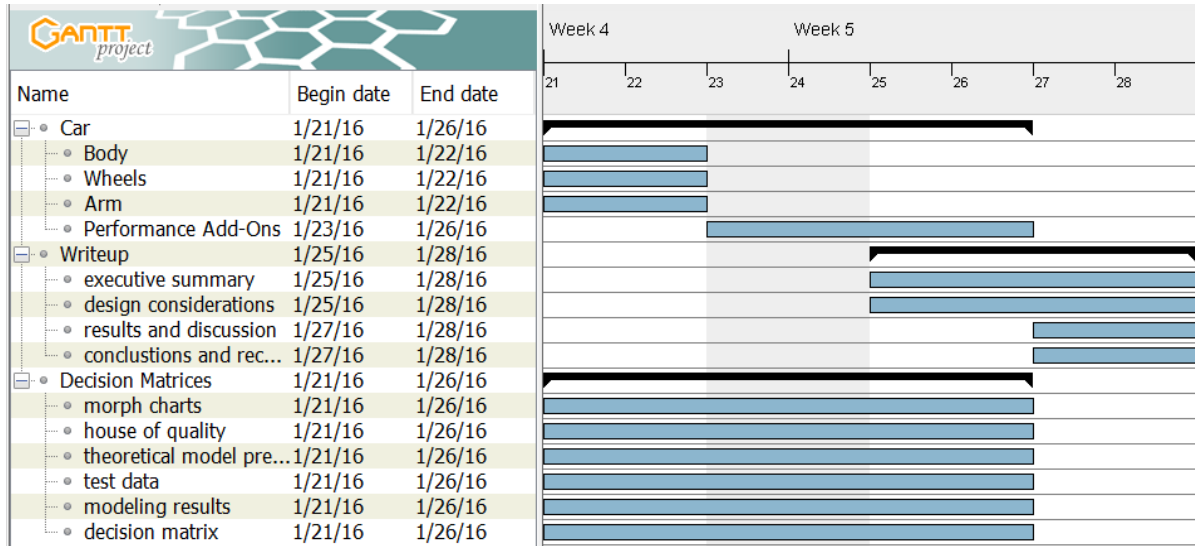 GANTT
project
Week 4 Week 5
21 22 23 24 25 26 27 28
Name Begin date End date
Car 1/21/16 1/26/16
Body 1/21/16 1/22/16
Wheels 1/21/16 1/22/16
Arm 1/21/16 1/22/16
Performance Add-Ons 1/23/16 1/26/16
Writeup 1/25/16 1/28/16
executive summary 1/25/16 1/28/16
design considerations 1/25/16 1/28/16
results and discussion 1/27/16 1/28/16
conclustions and rec... 1/27/16 1/28/16
Decision Matrices 1/21/16 1/26/16
morph charts 1/21/16 1/26/16
house of quality 1/21/16 1/26/16
theoretical model pre... 1/21/16 1/26/16
test data 1/21/16 1/26/16
modeling results 1/21/16 1/26/16
decision matrix 1/21/16 1/26/16